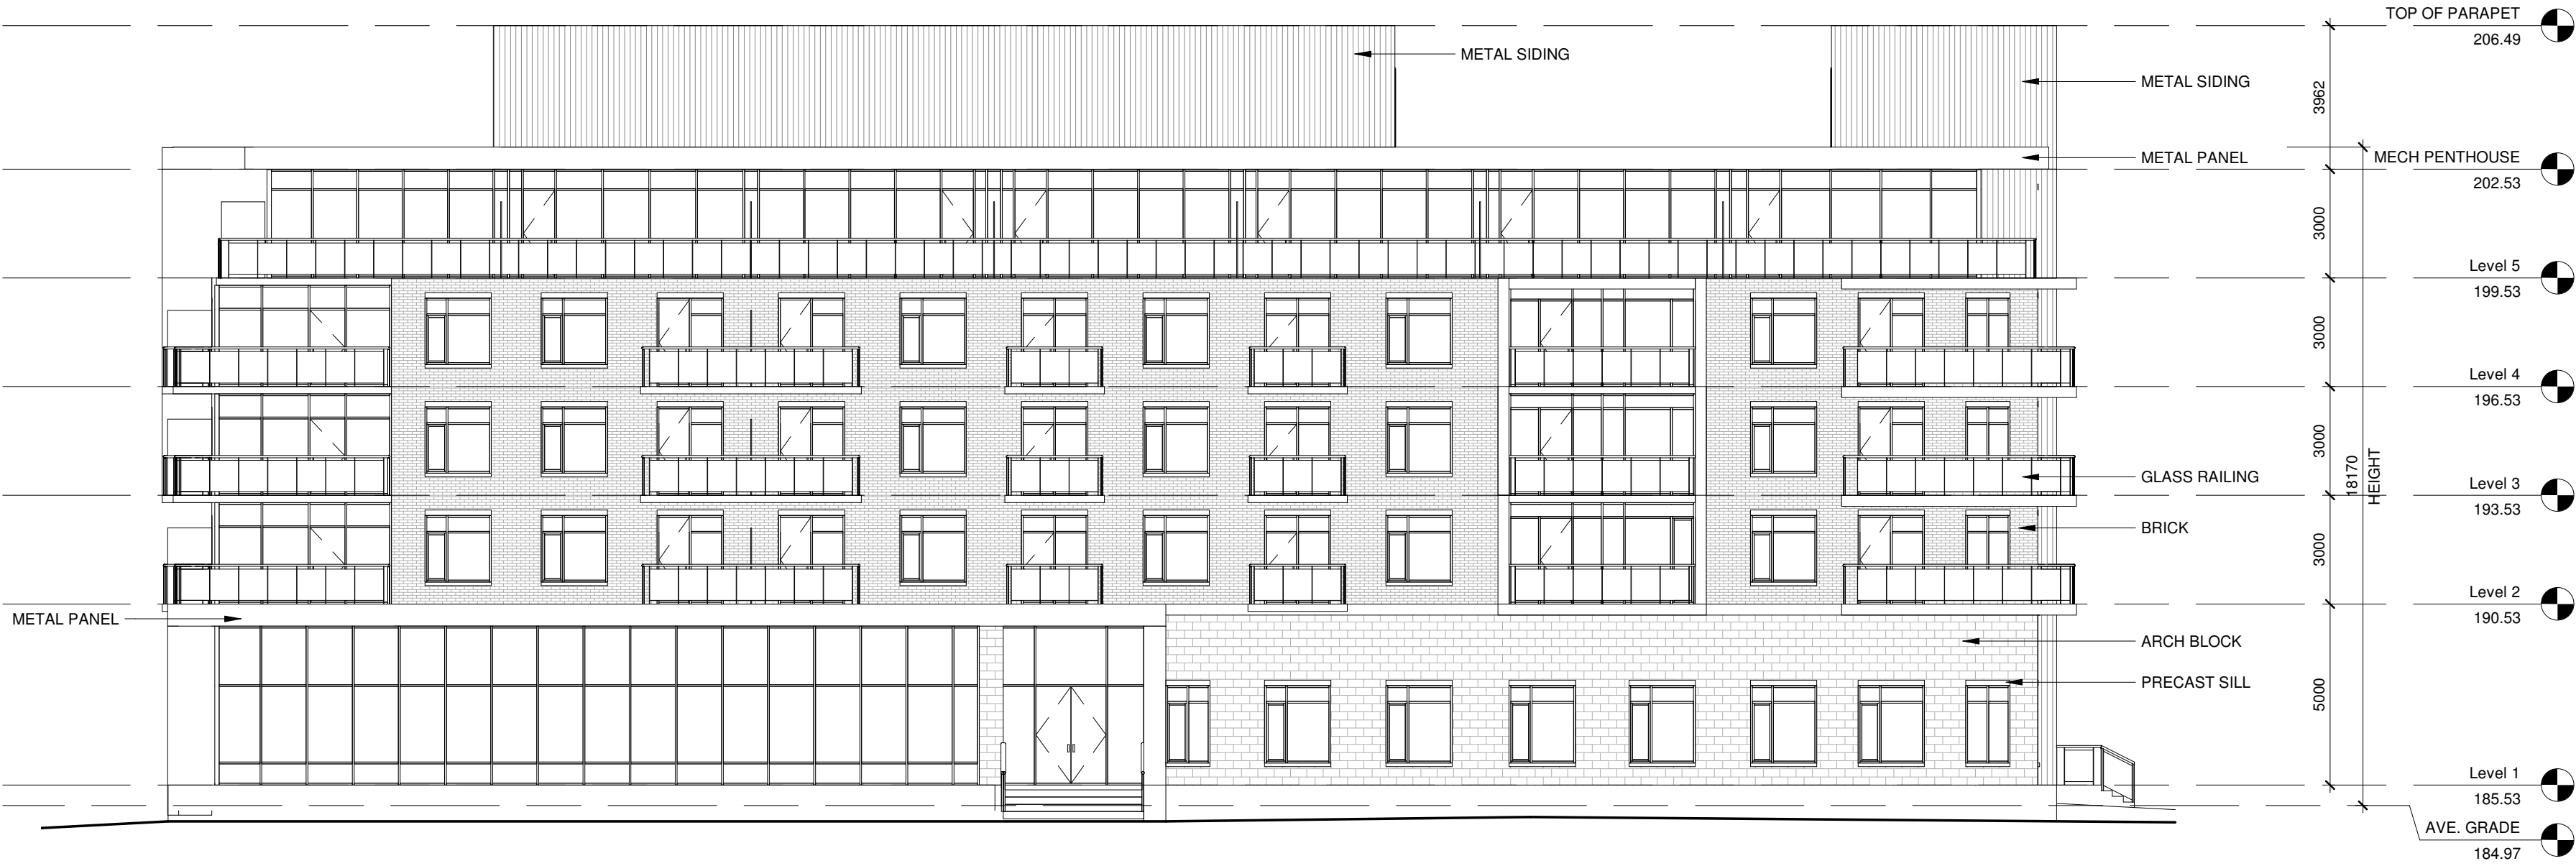 TOP OF PARAPET
206.49
METAL SIDING
METAL SIDING
3962
METAL PANEL
MECH PENTHOUSE
202.53
3000
Level 5
199.53
3000
Level 4
196.53
3000
18170
HEIGHT
GLASS RAILING
Level 3
193.53
BRICK
3000
Level 2
190.53
METAL PANEL
ARCH BLOCK
PRECAST SILL
5000
Level 1
185.53
AVE. GRADE
184.97